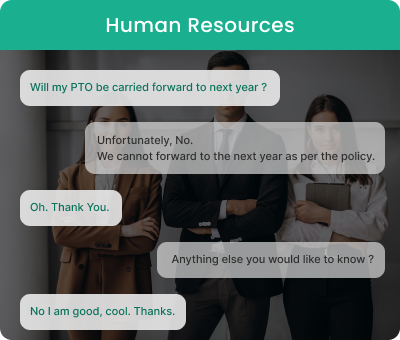 Human Resources
Will my PTO be carried forward to next year ?
Unfortunately, No.
We cannot forward to the next year as per the policy.
Oh. Thank You.
Anything else you would like to know ?
No I am good, cool. Thanks.